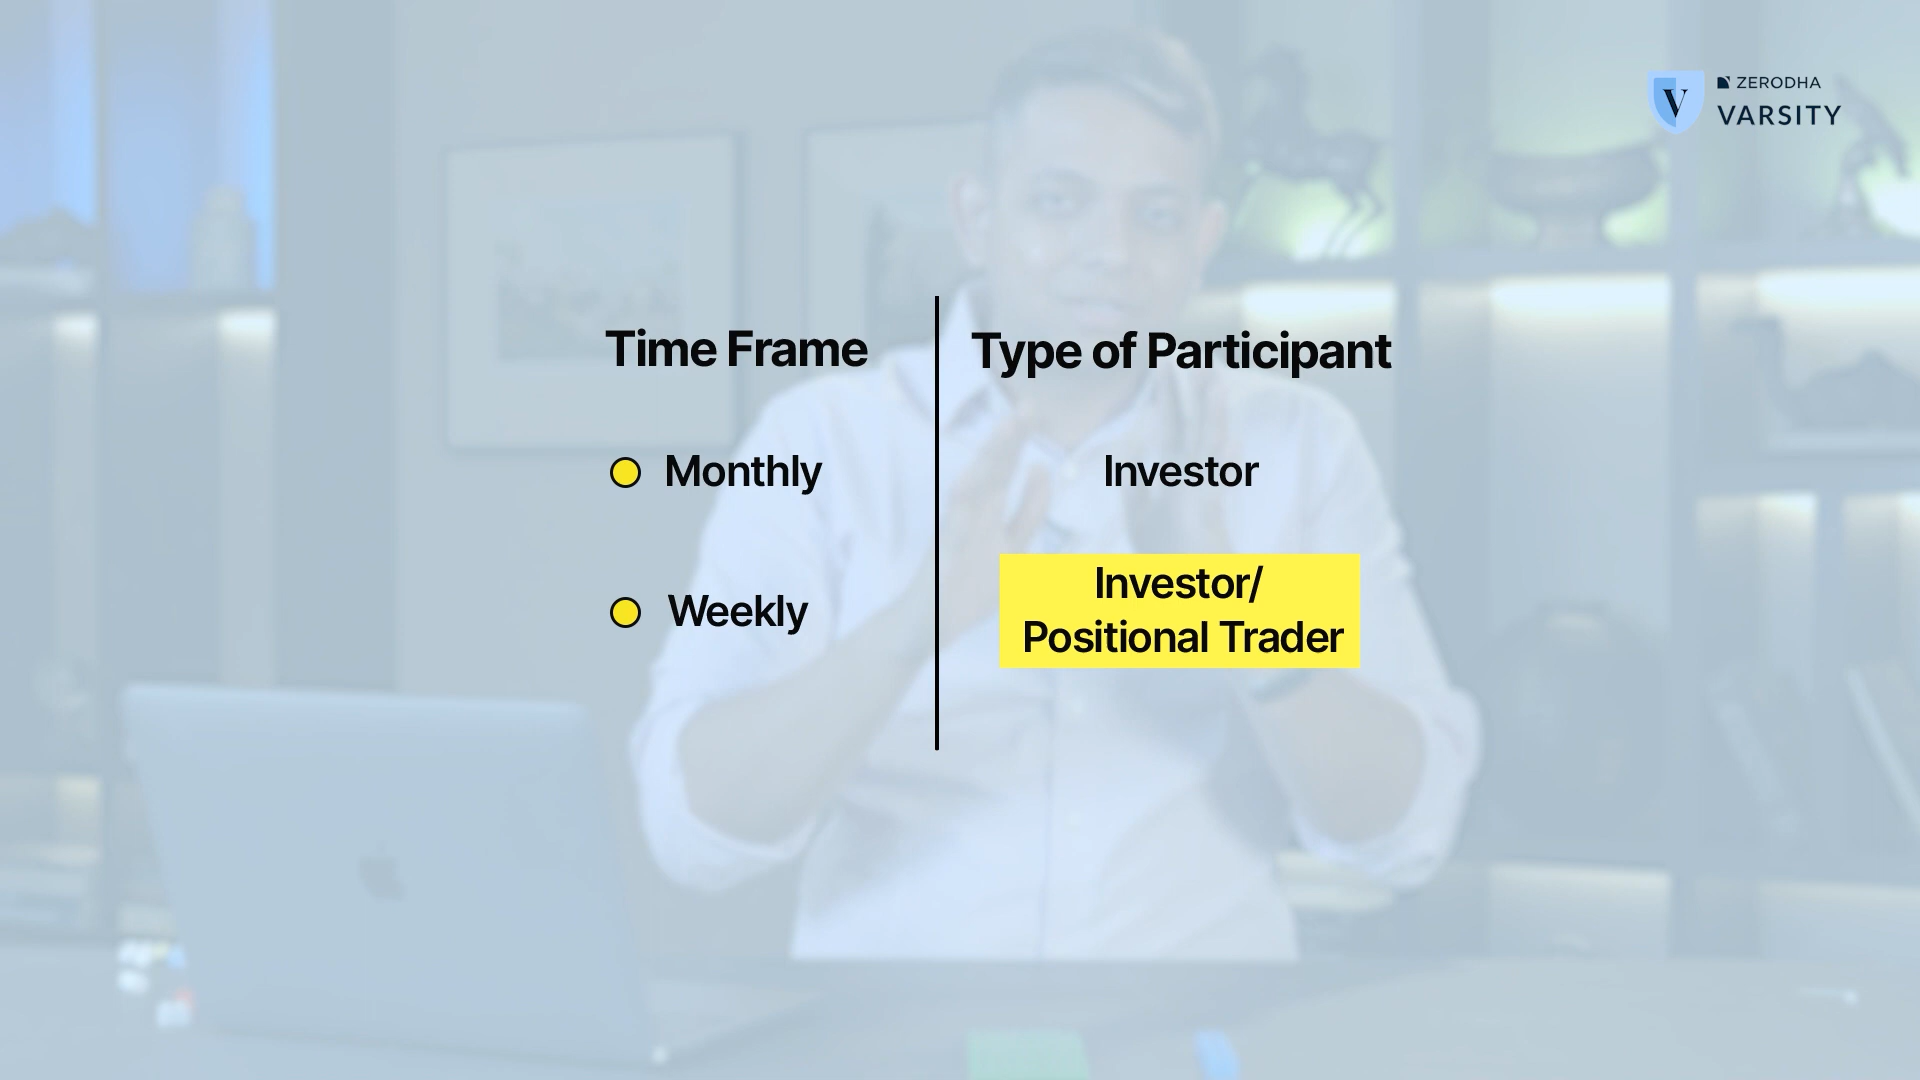 ZERODHA
VARSITY
Time Frame
Type of Participant
Monthly
Investor
Weekly
Investor/
Positional Trader